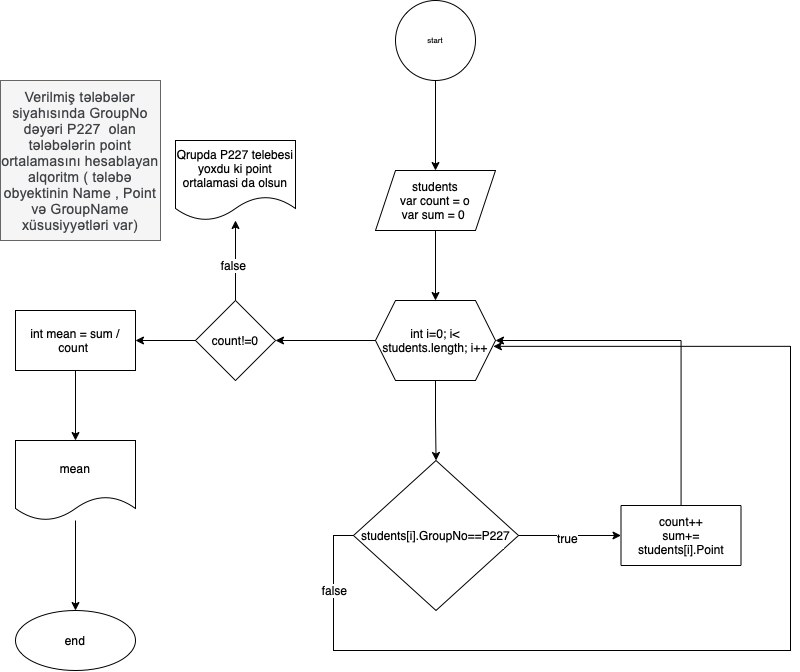 start
Verilmiş tələbələr
siyahısında GroupNo
dəyəri P227 olan
tələbələrin point
ortalamasını hesablayan
alqoritm ( tələbə
obyektinin Name , Point
və GroupName
xüsusiyyətləri var)
Qrupda P227 telebesi
yoxdu ki point
ortalamasi da olsun
students
var count = o
var sum = 0
false
int mean = sum /
count
count!=0
int i=0; i<
students.length; i++
mean
students[i].GroupNo==P227
true
count++
sum+=
students[i].Point
false
end